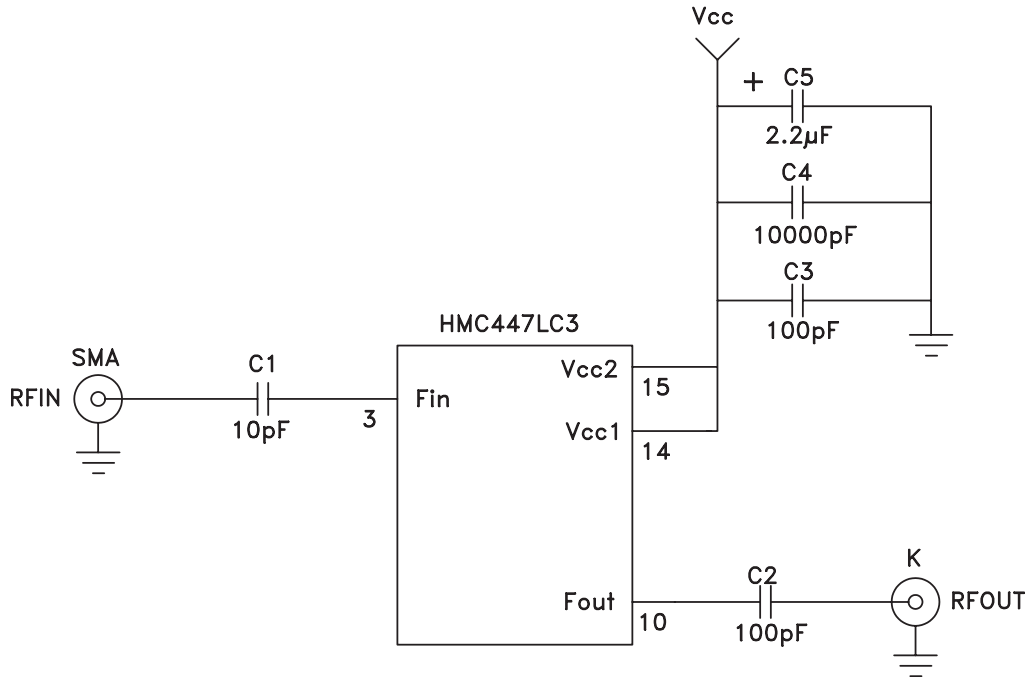 Vcc
+
C5
2.2µF
C4
10000pF
C3
100pF
HMC447LC3
SMA
RFIN
C1
10pF
3
Fin
Vcc2
15
Vcc1
14
Fout
10
C2
100pF
K
RFOUT